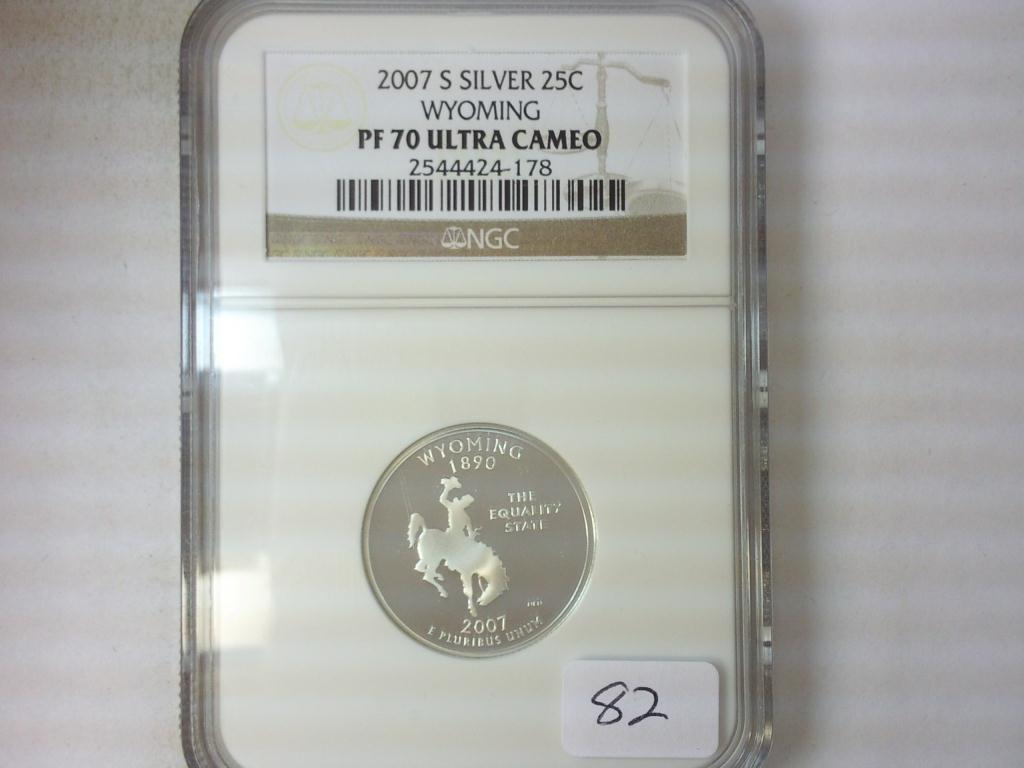 2007 S SILVER 25C
WYOMING
PF 70 ULTRA CAMEO
2544424-178
NGC
WYOMING
1890
THE
EQUALITY
STATE
2007
E PLURIBUS UNUM
82